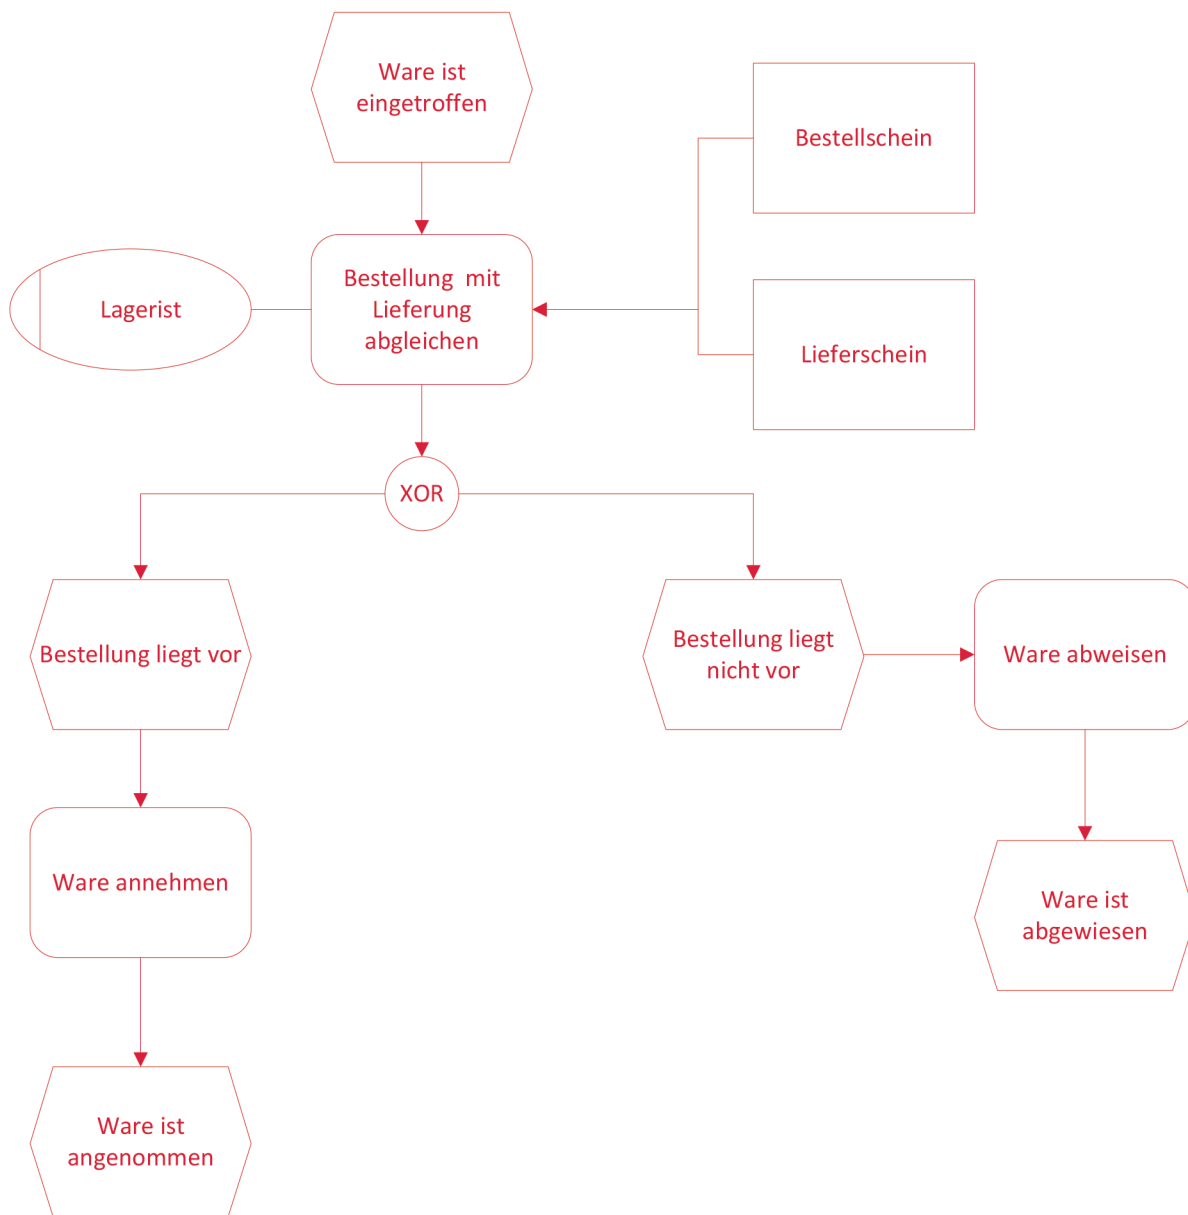 Ware ist
eingetroffen
Bestellschein
Bestellung mit
Lieferung
abgleichen
Lagerist
Lieferschein
XOR
Bestellung liegt vor
Bestellung liegt
nicht vor
Ware abweisen
Ware annehmen
Ware ist
abgewiesen
Ware ist
angenommen